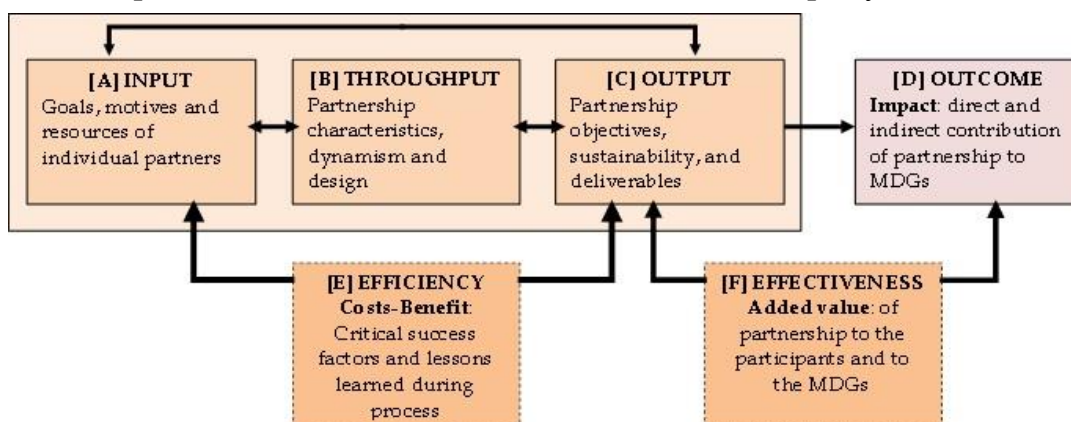 [A] INPUT
Goals, motives and
resources of
individual partners
[B] THROUGHPUT
Partnership
characteristics,
dynamism and
design
[C] OUTPUT
Partnership
objectives,
sustainability, and
deliverables
[D] OUTCOME
Impact: direct and
indirect contribution
of partnership to
MDGs
[E] EFFICIENCY
Costs-Benefit:
Critical success
factors and lessons
learned during
process
[F] EFFECTIVENESS
Added value: of
partnership to the
participants and to
the MDGs